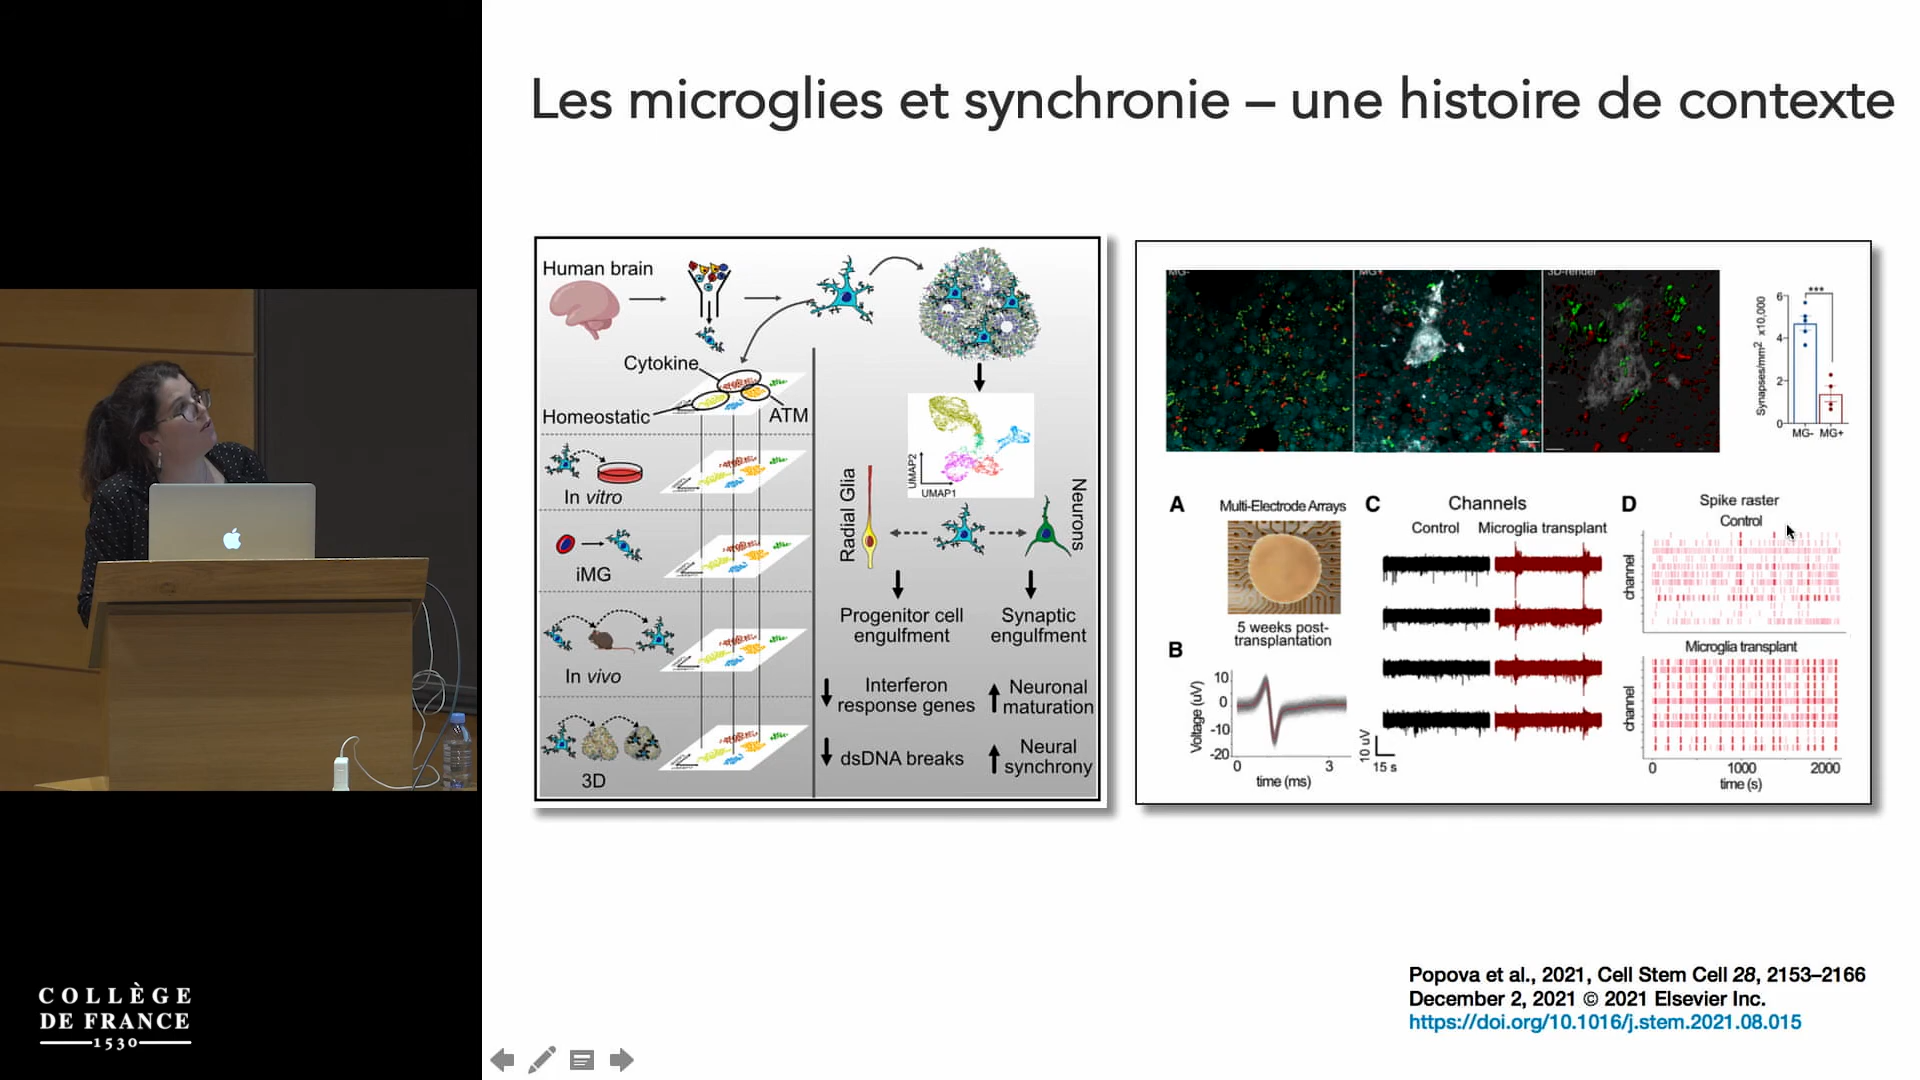 Les microglies et synchronie – une histoire de contexte
Human brain
Cytokine
Homeostatic
ATM
In vitro
iMG
In vivo
3D
UMAP2
UMAP1
Radial Glia
Neurons
Progenitor cell
engulfment
Synaptic
engulfment
Interferon
response genes
Neuronal
maturation
dsDNA breaks
Neural
synchrony
MG-
MG+
3D-render
Synapses/mm² x10,000
***
6
4
2
0
MG- MG+
A
Multi-Electrode Arrays
5 weeks post-
transplantation
B
Voltage (uV)
10
0
-10
-20
0 3
time (ms)
C
Channels
Control Microglia transplant
10 uV
15 s
D
Spike raster
Control
channel
Microglia transplant
channel
0 1000 2000
time (s)
Popova et al., 2021, Cell Stem Cell 28, 2153–2166
December 2, 2021 © 2021 Elsevier Inc.
https://doi.org/10.1016/j.stem.2021.08.015
COLLÈGE
DE FRANCE
1530